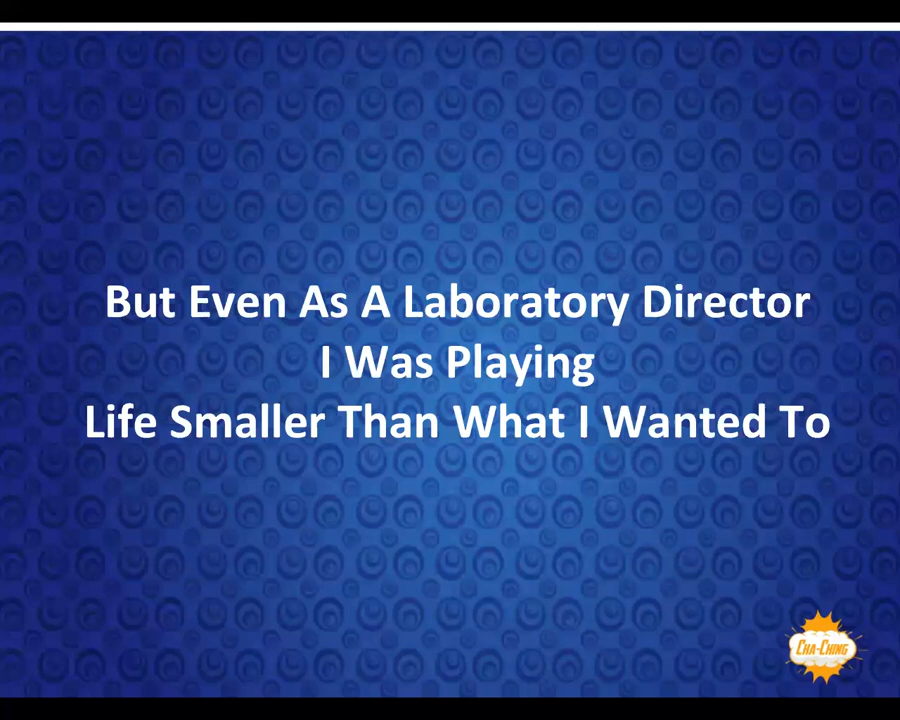 But Even As A Laboratory Director
I Was Playing
Life Smaller Than What I Wanted To
CHA-CHING